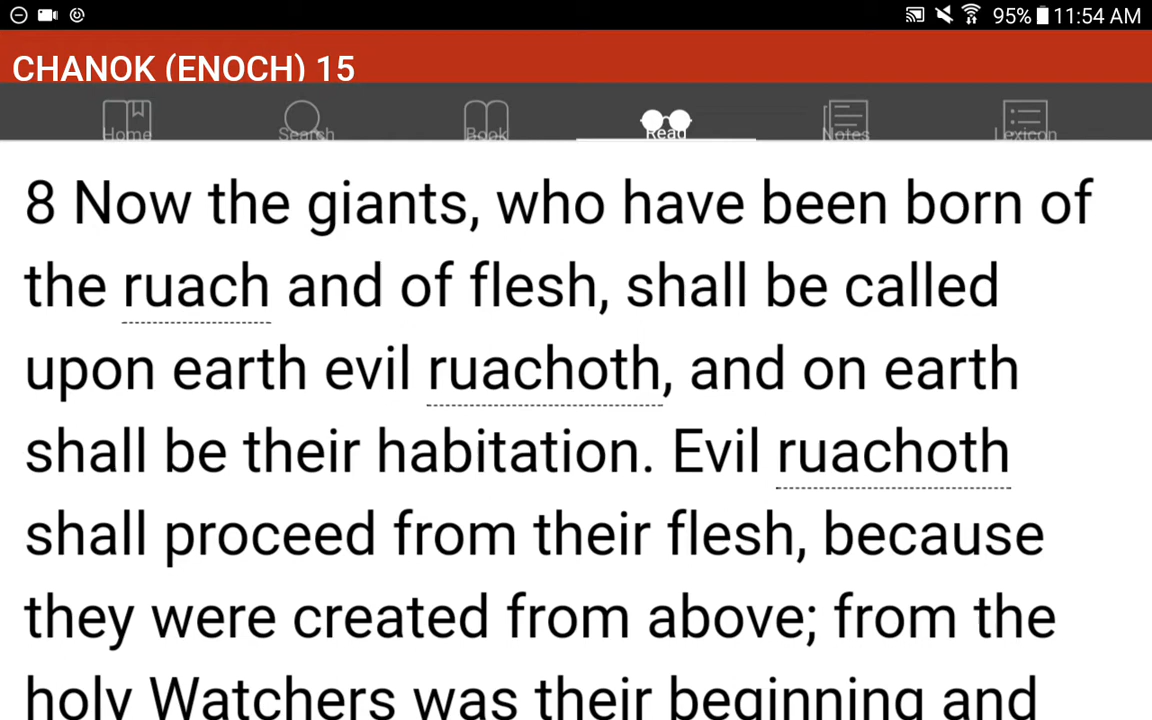 95% 11:54 AM
CHANOK (ENOCH) 15
Home Search Book Read Notes Lexicon
8 Now the giants, who have been born of
the ruach and of flesh, shall be called
upon earth evil ruachoth, and on earth
shall be their habitation. Evil ruachoth
shall proceed from their flesh, because
they were created from above; from the
holy Watchers was their beginning and